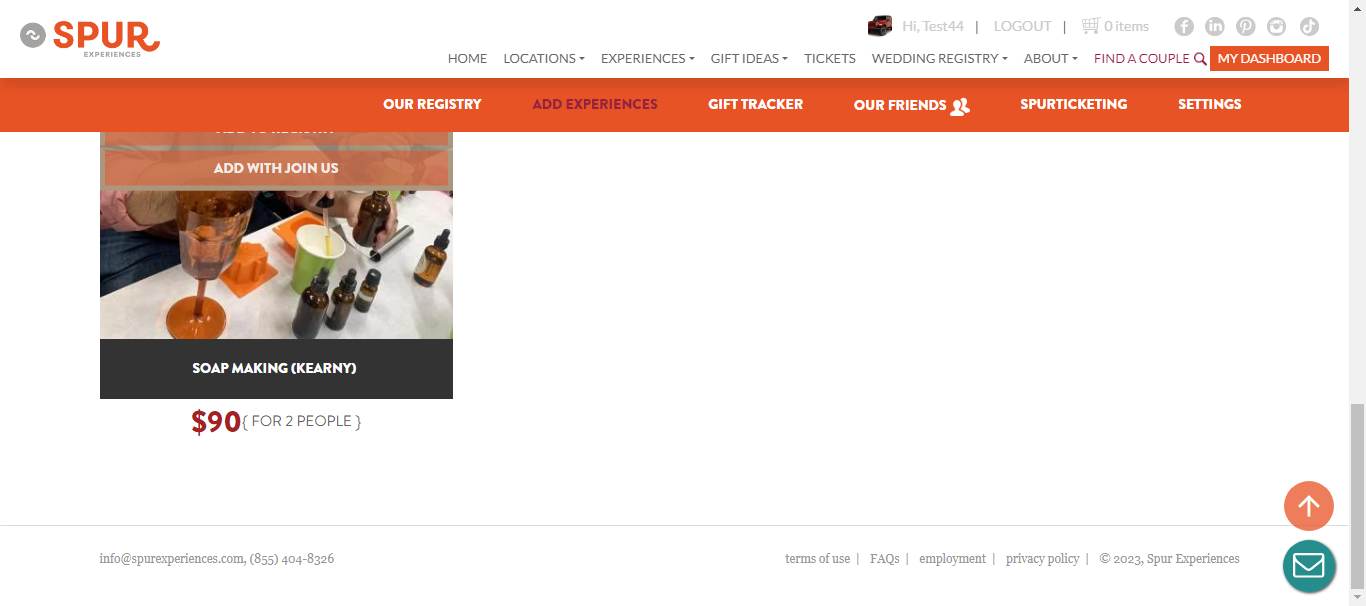 SPUR
EXPERIENCES
Hi, Test44 | LOGOUT | 0 items
HOME LOCATIONS EXPERIENCES GIFT IDEAS TICKETS WEDDING REGISTRY ABOUT FIND A COUPLE MY DASHBOARD
OUR REGISTRY ADD EXPERIENCES GIFT TRACKER OUR FRIENDS SPURTICKETING SETTINGS
ADD TO REGISTRY
ADD WITH JOIN US
SOAP MAKING (KEARNY)
$90 { FOR 2 PEOPLE }
info@spurexperiences.com, (855) 404-8326 terms of use | FAQs | employment | privacy policy | © 2023, Spur Experiences